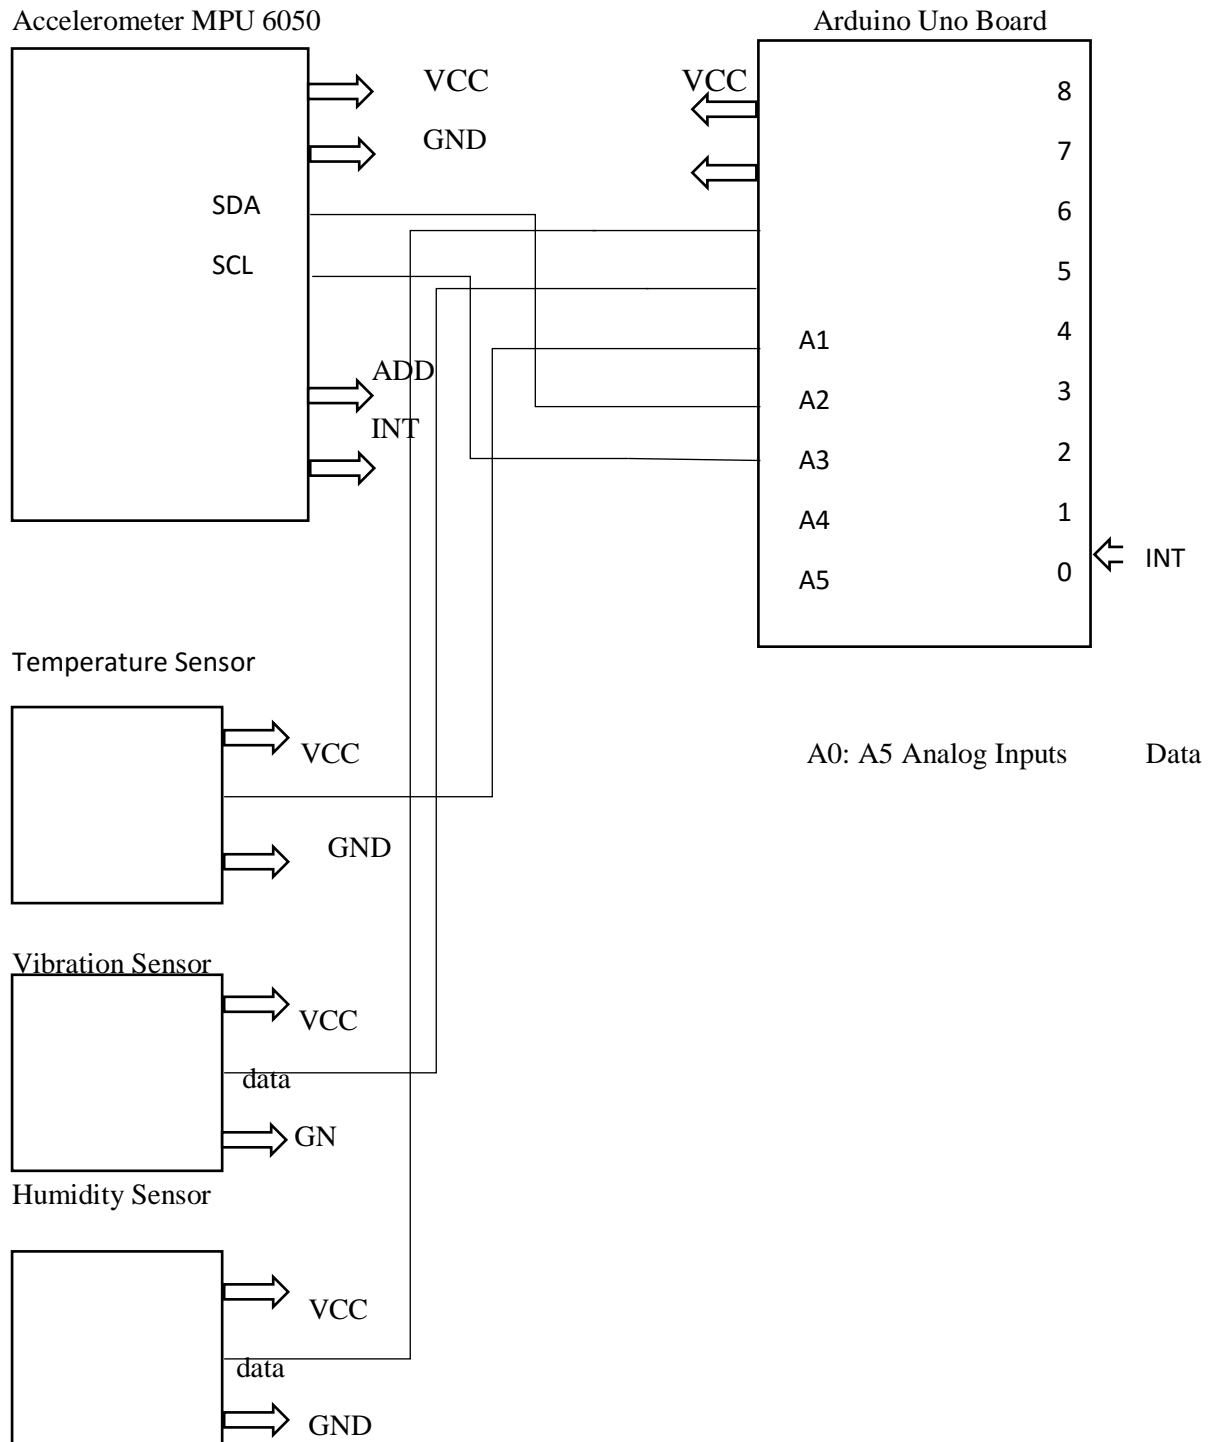 Accelerometer MPU 6050
VCC
GND
SDA
SCL
ADD
INT
Arduino Uno Board
VCC
8
7
6
5
A1
4
A2
3
A3
2
A4
1
A5
0
INT
A0: A5 Analog Inputs
Data
Temperature Sensor
VCC
GND
Vibration Sensor
VCC
data
GN
Humidity Sensor
VCC
data
GND